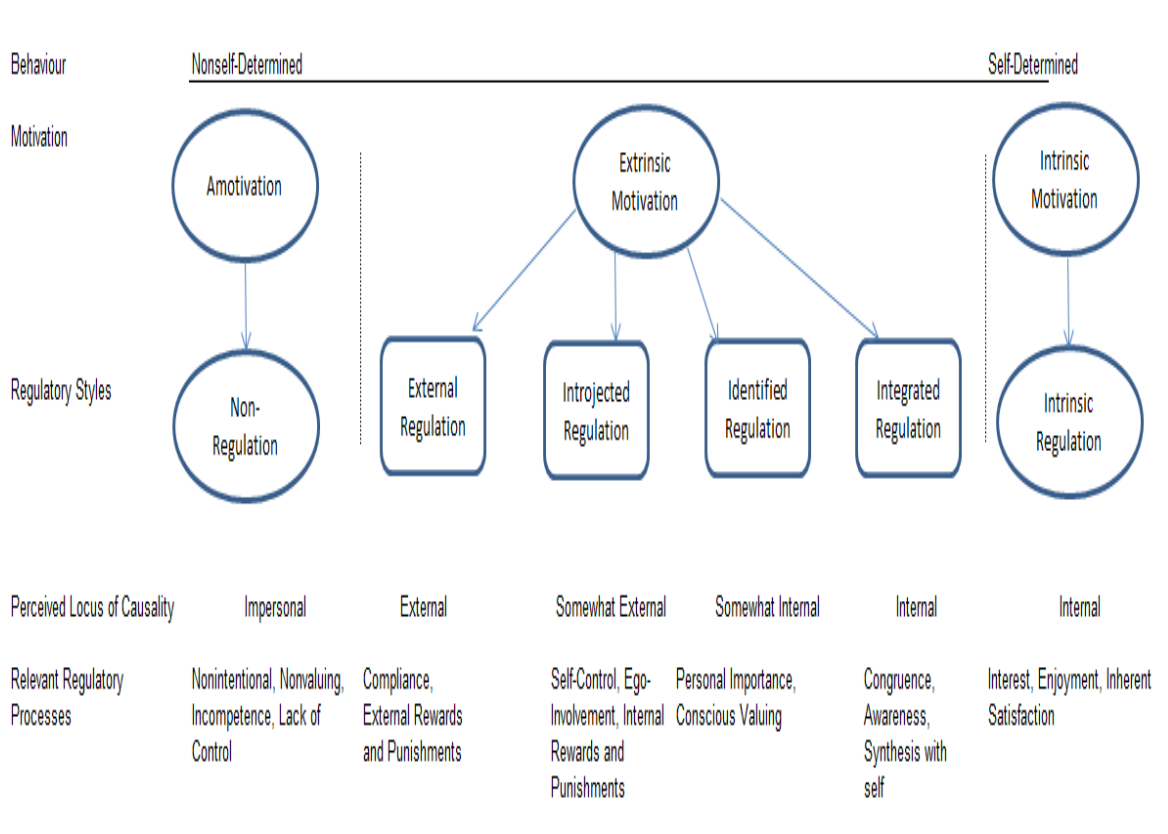 Behaviour
Nonself-Determined
Self-Determined
Motivation
Amotivation
Extrinsic
Motivation
Intrinsic
Motivation
Regulatory Styles
Non-
Regulation
External
Regulation
Introjected
Regulation
Identified
Regulation
Integrated
Regulation
Intrinsic
Regulation
Perceived Locus of Causality
Impersonal
External
Somewhat External
Somewhat Internal
Internal
Internal
Relevant Regulatory
Processes
Nonintentional, Nonvaluing,
Incompetence, Lack of
Control
Compliance,
External Rewards
and Punishments
Self-Control, Ego-
Involvement, Internal
Rewards and
Punishments
Personal Importance,
Conscious Valuing
Congruence,
Awareness,
Synthesis with
self
Interest, Enjoyment, Inherent
Satisfaction